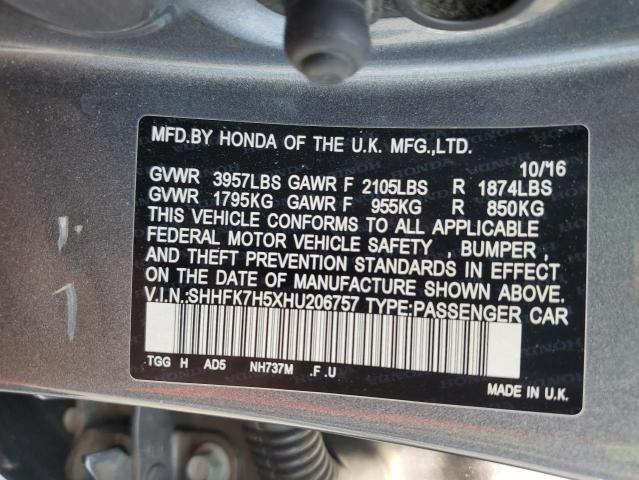 MFD.BY HONDA OF THE U.K. MFG.,LTD.
10/16
GVWR 3957LBS GAWR F 2105LBS R 1874LBS
GVWR 1795KG GAWR F 955KG R 850KG
THIS VEHICLE CONFORMS TO ALL APPLICABLE
FEDERAL MOTOR VEHICLE SAFETY , BUMPER ,
AND THEFT PREVENTION STANDARDS IN EFFECT
ON THE DATE OF MANUFACTURE SHOWN ABOVE.
V.I.N.:SHHFK7H5XHU206757 TYPE:PASSENGER CAR
TGG H AD5 NH737M .F .U
MADE IN U.K.